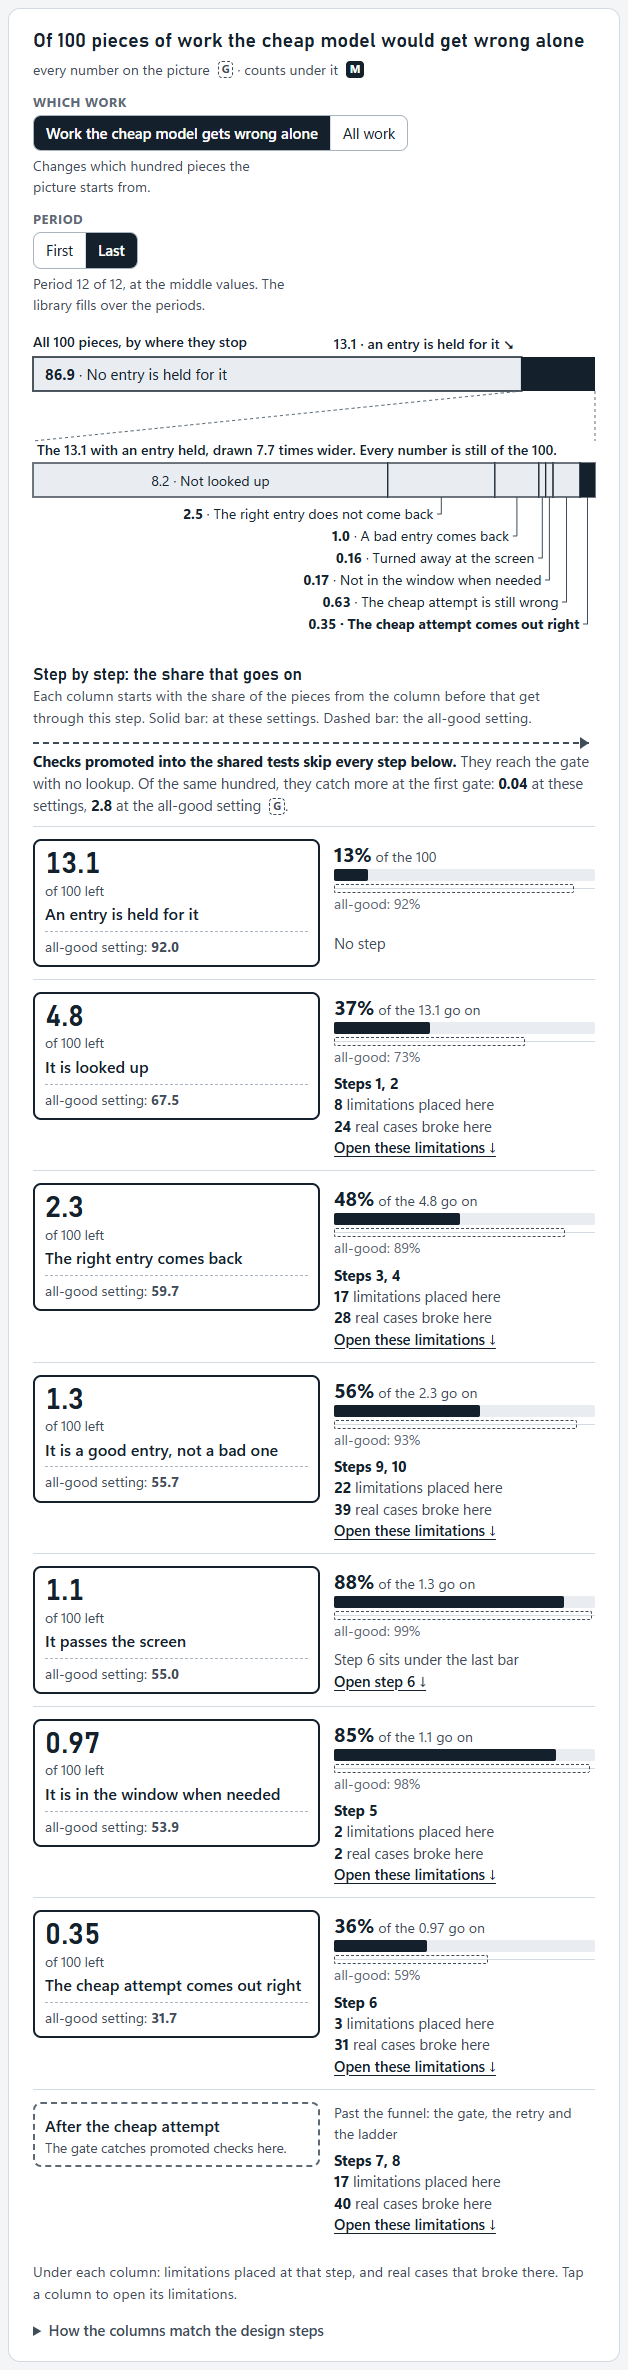 Of 100 pieces of work the cheap model would get wrong alone
every number on the picture G · counts under it M
WHICH WORK
Work the cheap model gets wrong alone
All work
Changes which hundred pieces the
picture starts from.
PERIOD
First
Last
Period 12 of 12, at the middle values. The
library fills over the periods.
All 100 pieces, by where they stop
13.1 · an entry is held for it ↘
86.9 · No entry is held for it
The 13.1 with an entry held, drawn 7.7 times wider. Every number is still of the 100.
8.2 · Not looked up
2.5 · The right entry does not come back
1.0 · A bad entry comes back
0.16 · Turned away at the screen
0.17 · Not in the window when needed
0.63 · The cheap attempt is still wrong
0.35 · The cheap attempt comes out right
Step by step: the share that goes on
Each column starts with the share of the pieces from the column before that get
through this step. Solid bar: at these settings. Dashed bar: the all-good setting.
Checks promoted into the shared tests skip every step below. They reach the gate
with no lookup. Of the same hundred, they catch more at the first gate: 0.04 at these
settings, 2.8 at the all-good setting G.
13.1
of 100 left
An entry is held for it
all-good setting: 92.0
13% of the 100
all-good: 92%
No step
4.8
of 100 left
It is looked up
all-good setting: 67.5
37% of the 13.1 go on
all-good: 73%
Steps 1, 2
8 limitations placed here
24 real cases broke here
Open these limitations ↓
2.3
of 100 left
The right entry comes back
all-good setting: 59.7
48% of the 4.8 go on
all-good: 89%
Steps 3, 4
17 limitations placed here
28 real cases broke here
Open these limitations ↓
1.3
of 100 left
It is a good entry, not a bad one
all-good setting: 55.7
56% of the 2.3 go on
all-good: 93%
Steps 9, 10
22 limitations placed here
39 real cases broke here
Open these limitations ↓
1.1
of 100 left
It passes the screen
all-good setting: 55.0
88% of the 1.3 go on
all-good: 99%
Step 6 sits under the last bar
Open step 6 ↓
0.97
of 100 left
It is in the window when needed
all-good setting: 53.9
85% of the 1.1 go on
all-good: 98%
Step 5
2 limitations placed here
2 real cases broke here
Open these limitations ↓
0.35
of 100 left
The cheap attempt comes out right
all-good setting: 31.7
36% of the 0.97 go on
all-good: 59%
Step 6
3 limitations placed here
31 real cases broke here
Open these limitations ↓
After the cheap attempt
The gate catches promoted checks here.
Past the funnel: the gate, the retry and
the ladder
Steps 7, 8
17 limitations placed here
40 real cases broke here
Open these limitations ↓
Under each column: limitations placed at that step, and real cases that broke there. Tap
a column to open its limitations.
▶ How the columns match the design steps